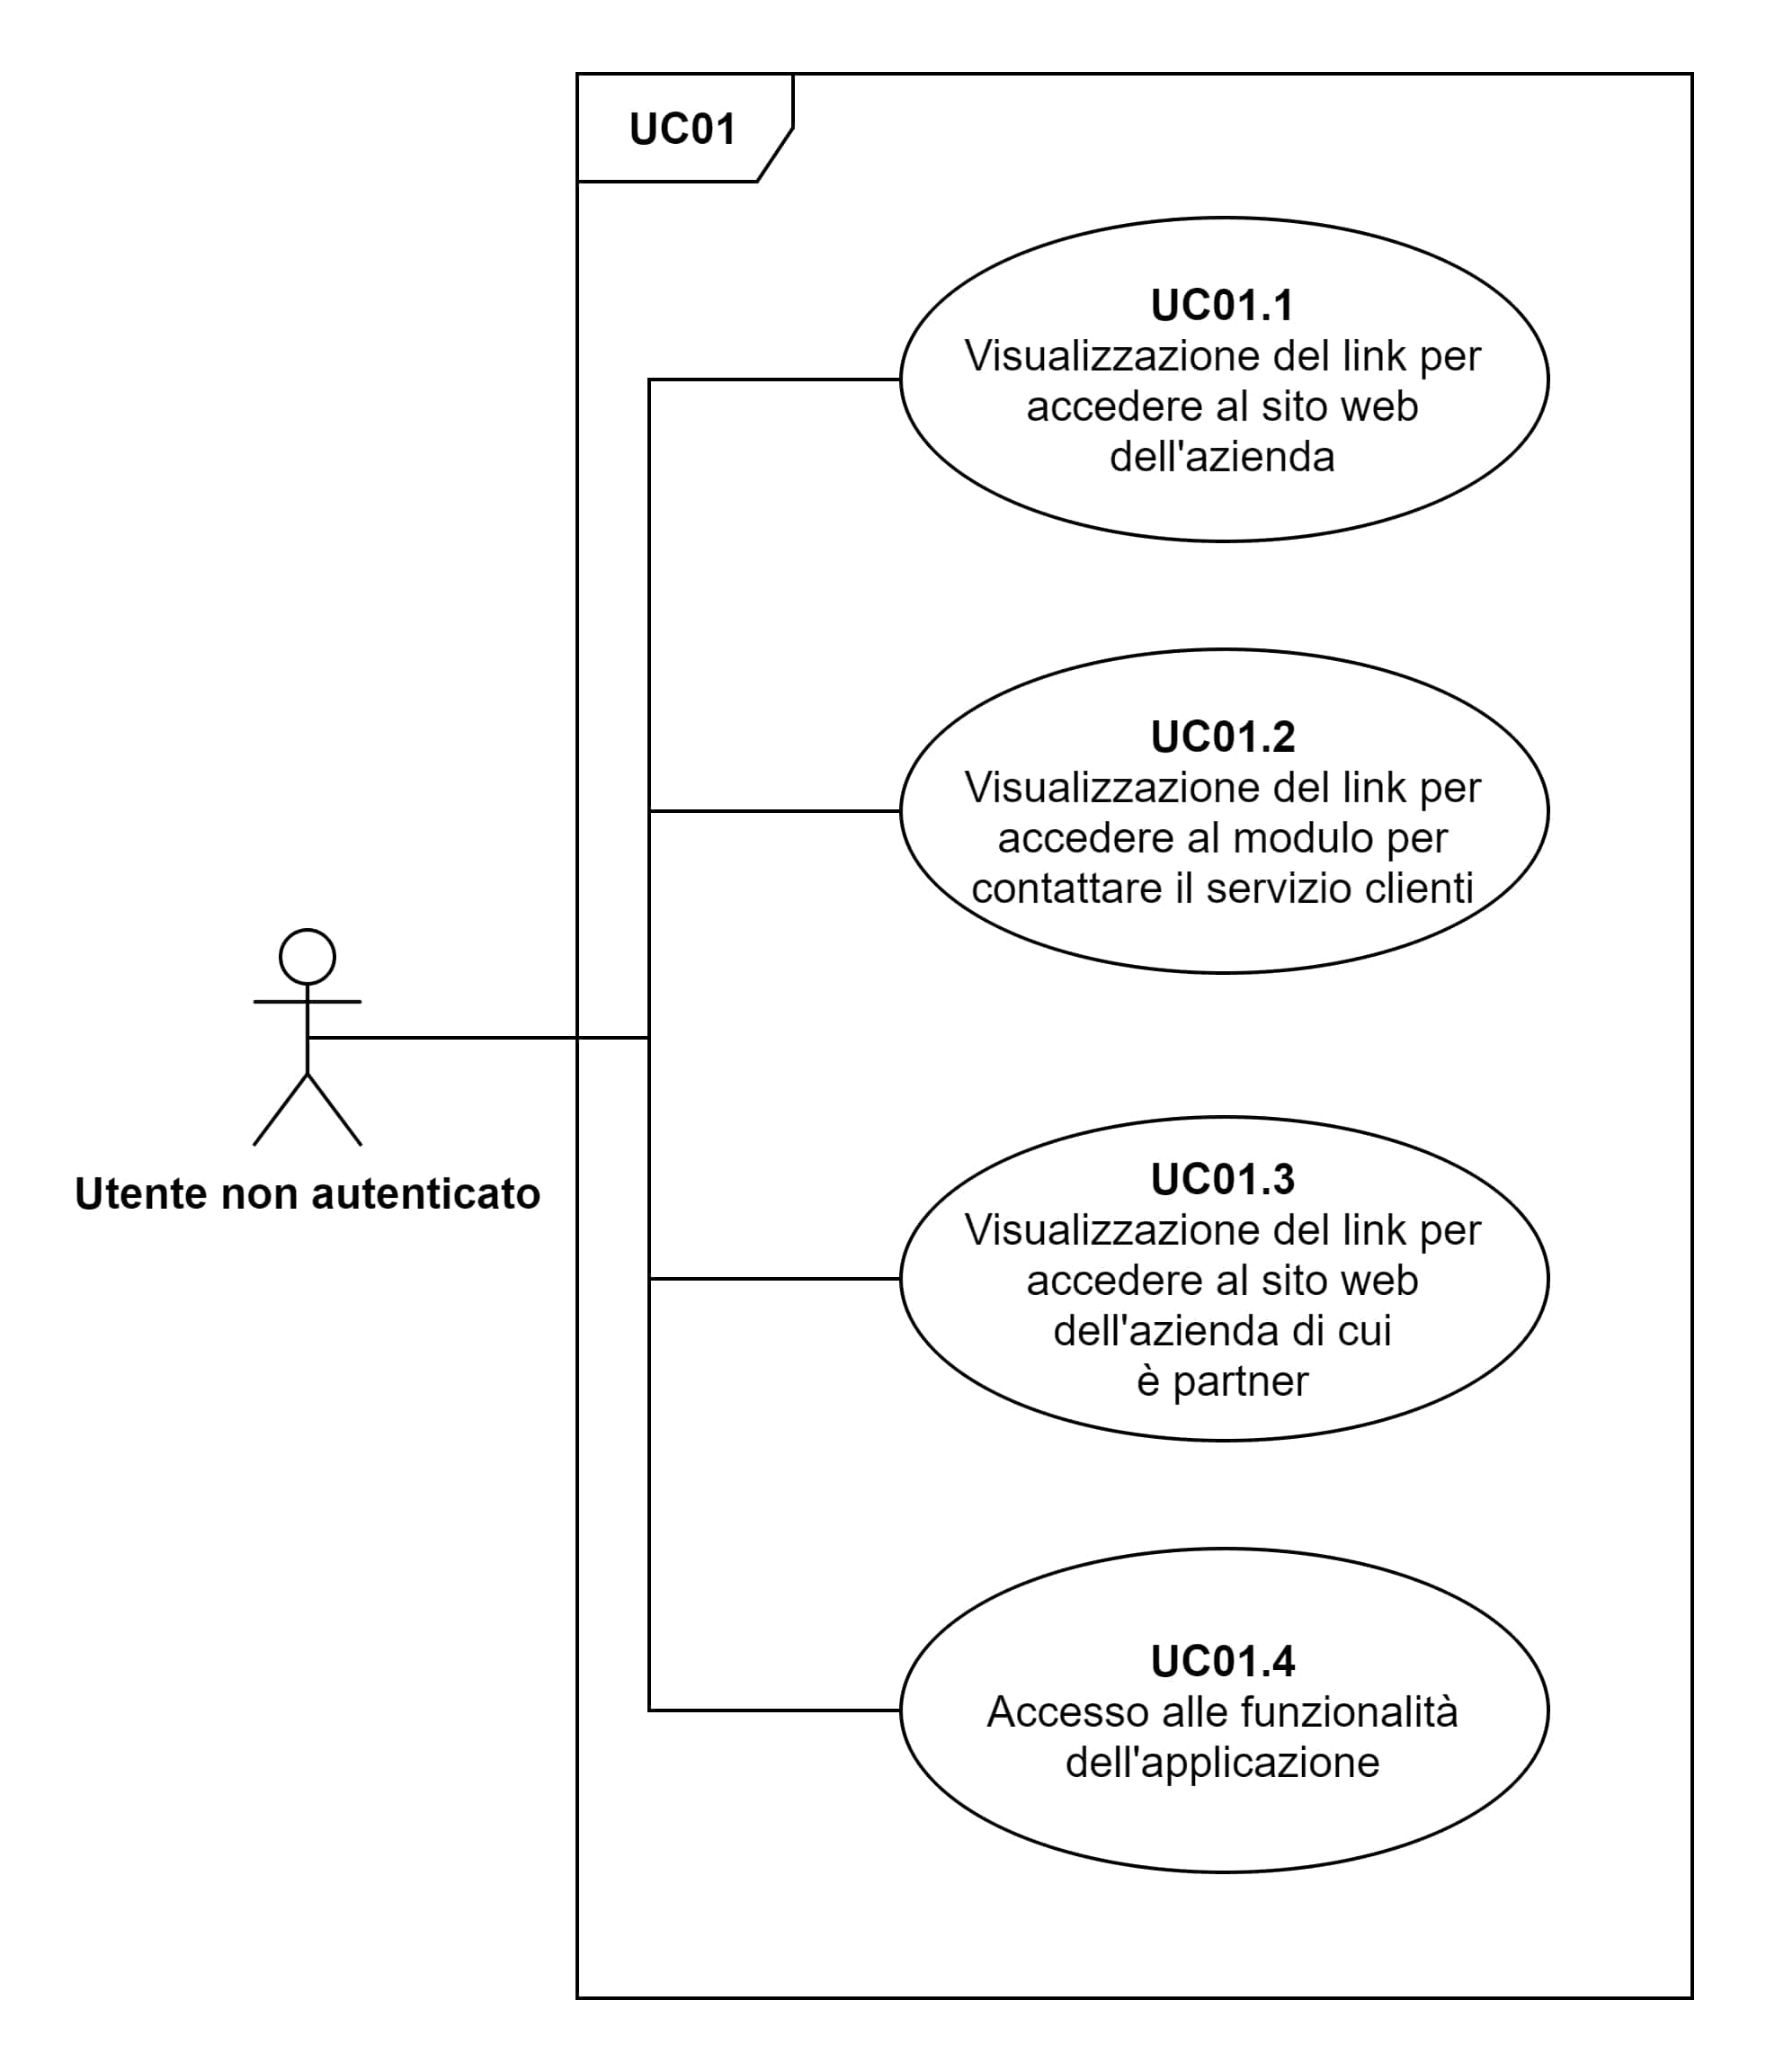 UC01
UC01.1
Visualizzazione del link per
accedere al sito web
dell'azienda
UC01.2
Visualizzazione del link per
accedere al modulo per
contattare il servizio clienti
Utente non autenticato
UC01.3
Visualizzazione del link per
accedere al sito web
dell'azienda di cui
è partner
UC01.4
Accesso alle funzionalità
dell'applicazione